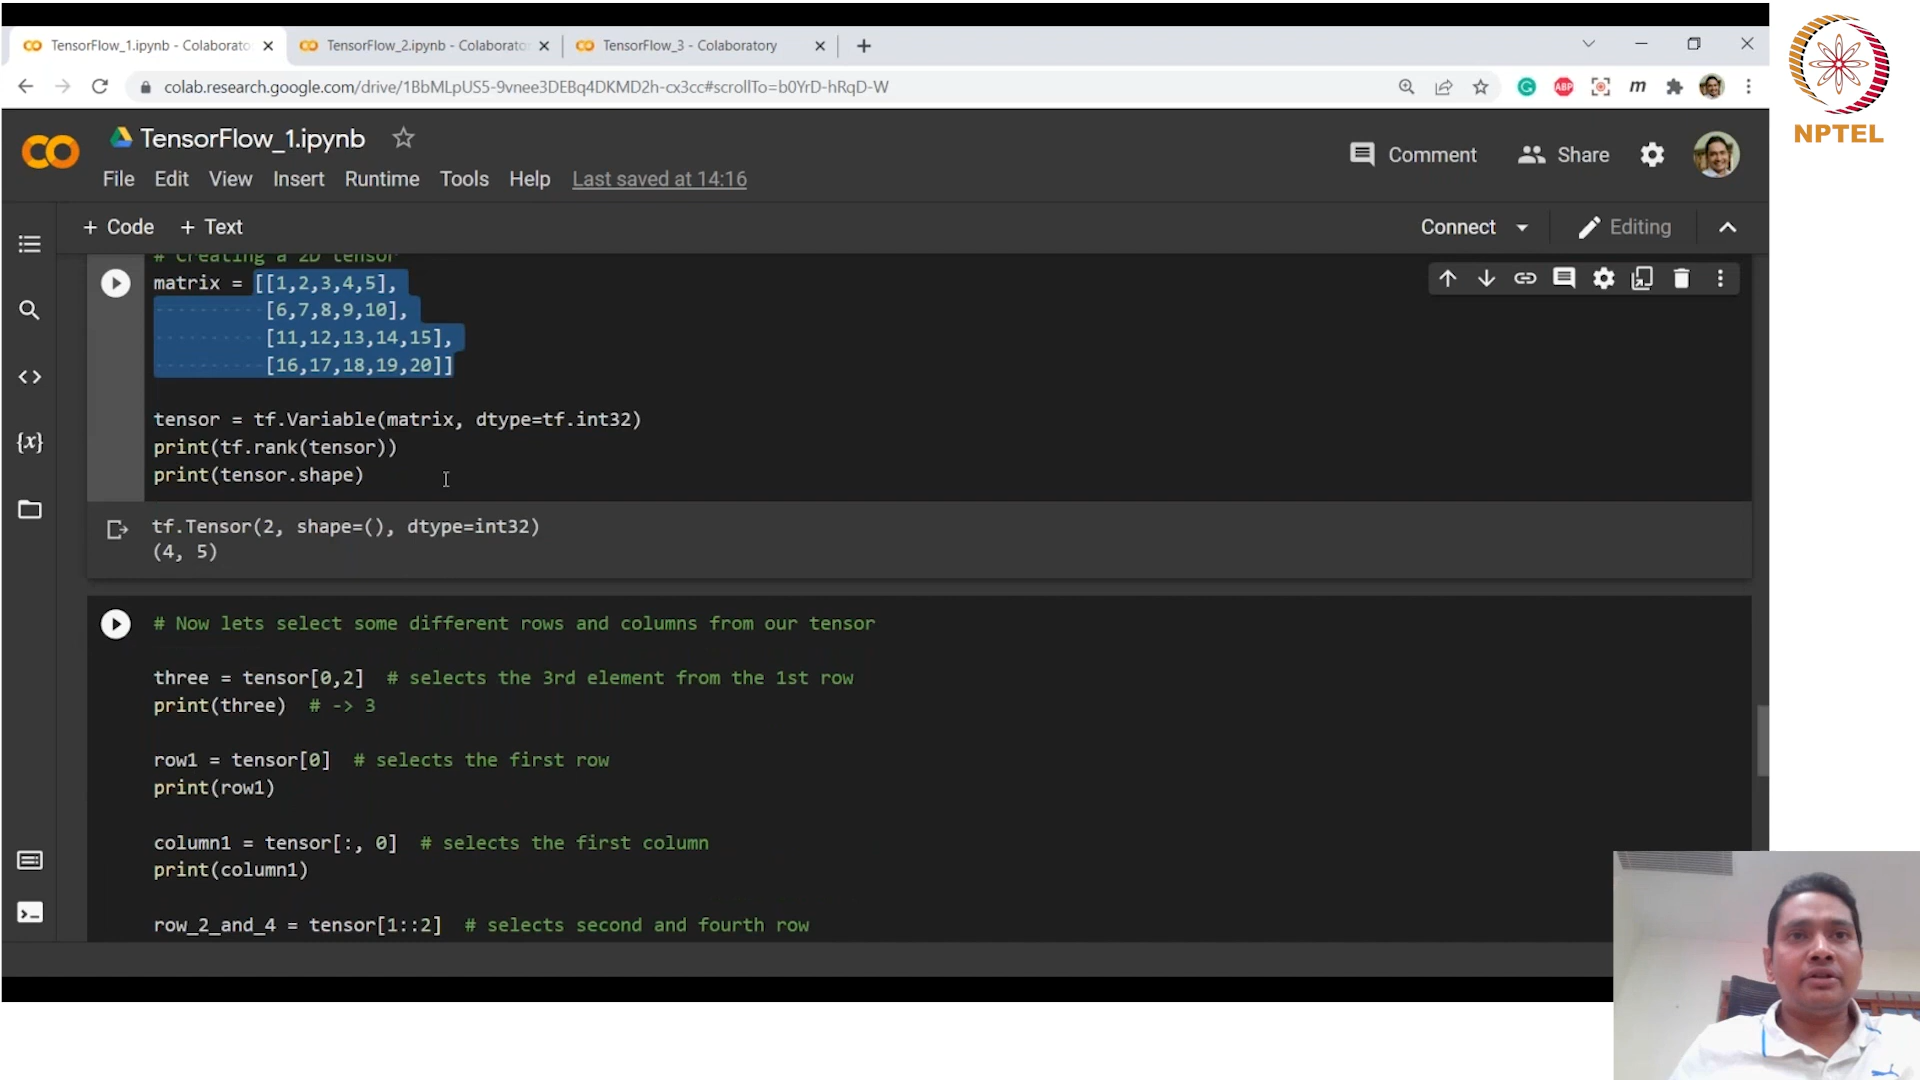 TensorFlow_1.ipynb - Colaborato
TensorFlow_2.ipynb - Colaborato
TensorFlow_3 - Colaboratory
colab.research.google.com/drive/1BbMLpUS5-9vnee3DEBq4DKMD2h-cx3cc#scrollTo=b0YrD-hRqD-W
ABP
m
NPTEL
CO
TensorFlow_1.ipynb
Comment
Share
File Edit View Insert Runtime Tools Help Last saved at 14:16
+ Code + Text
Connect
Editing
# Creating a 2D tensor
matrix = [[1,2,3,4,5],
[6,7,8,9,10],
[11,12,13,14,15],
[16,17,18,19,20]]
tensor = tf.Variable(matrix, dtype=tf.int32)
print(tf.rank(tensor))
print(tensor.shape)
tf.Tensor(2, shape=(), dtype=int32)
(4, 5)
# Now lets select some different rows and columns from our tensor
three = tensor[0,2] # selects the 3rd element from the 1st row
print(three) # -> 3
row1 = tensor[0] # selects the first row
print(row1)
column1 = tensor[:, 0] # selects the first column
print(column1)
row_2_and_4 = tensor[1::2] # selects second and fourth row